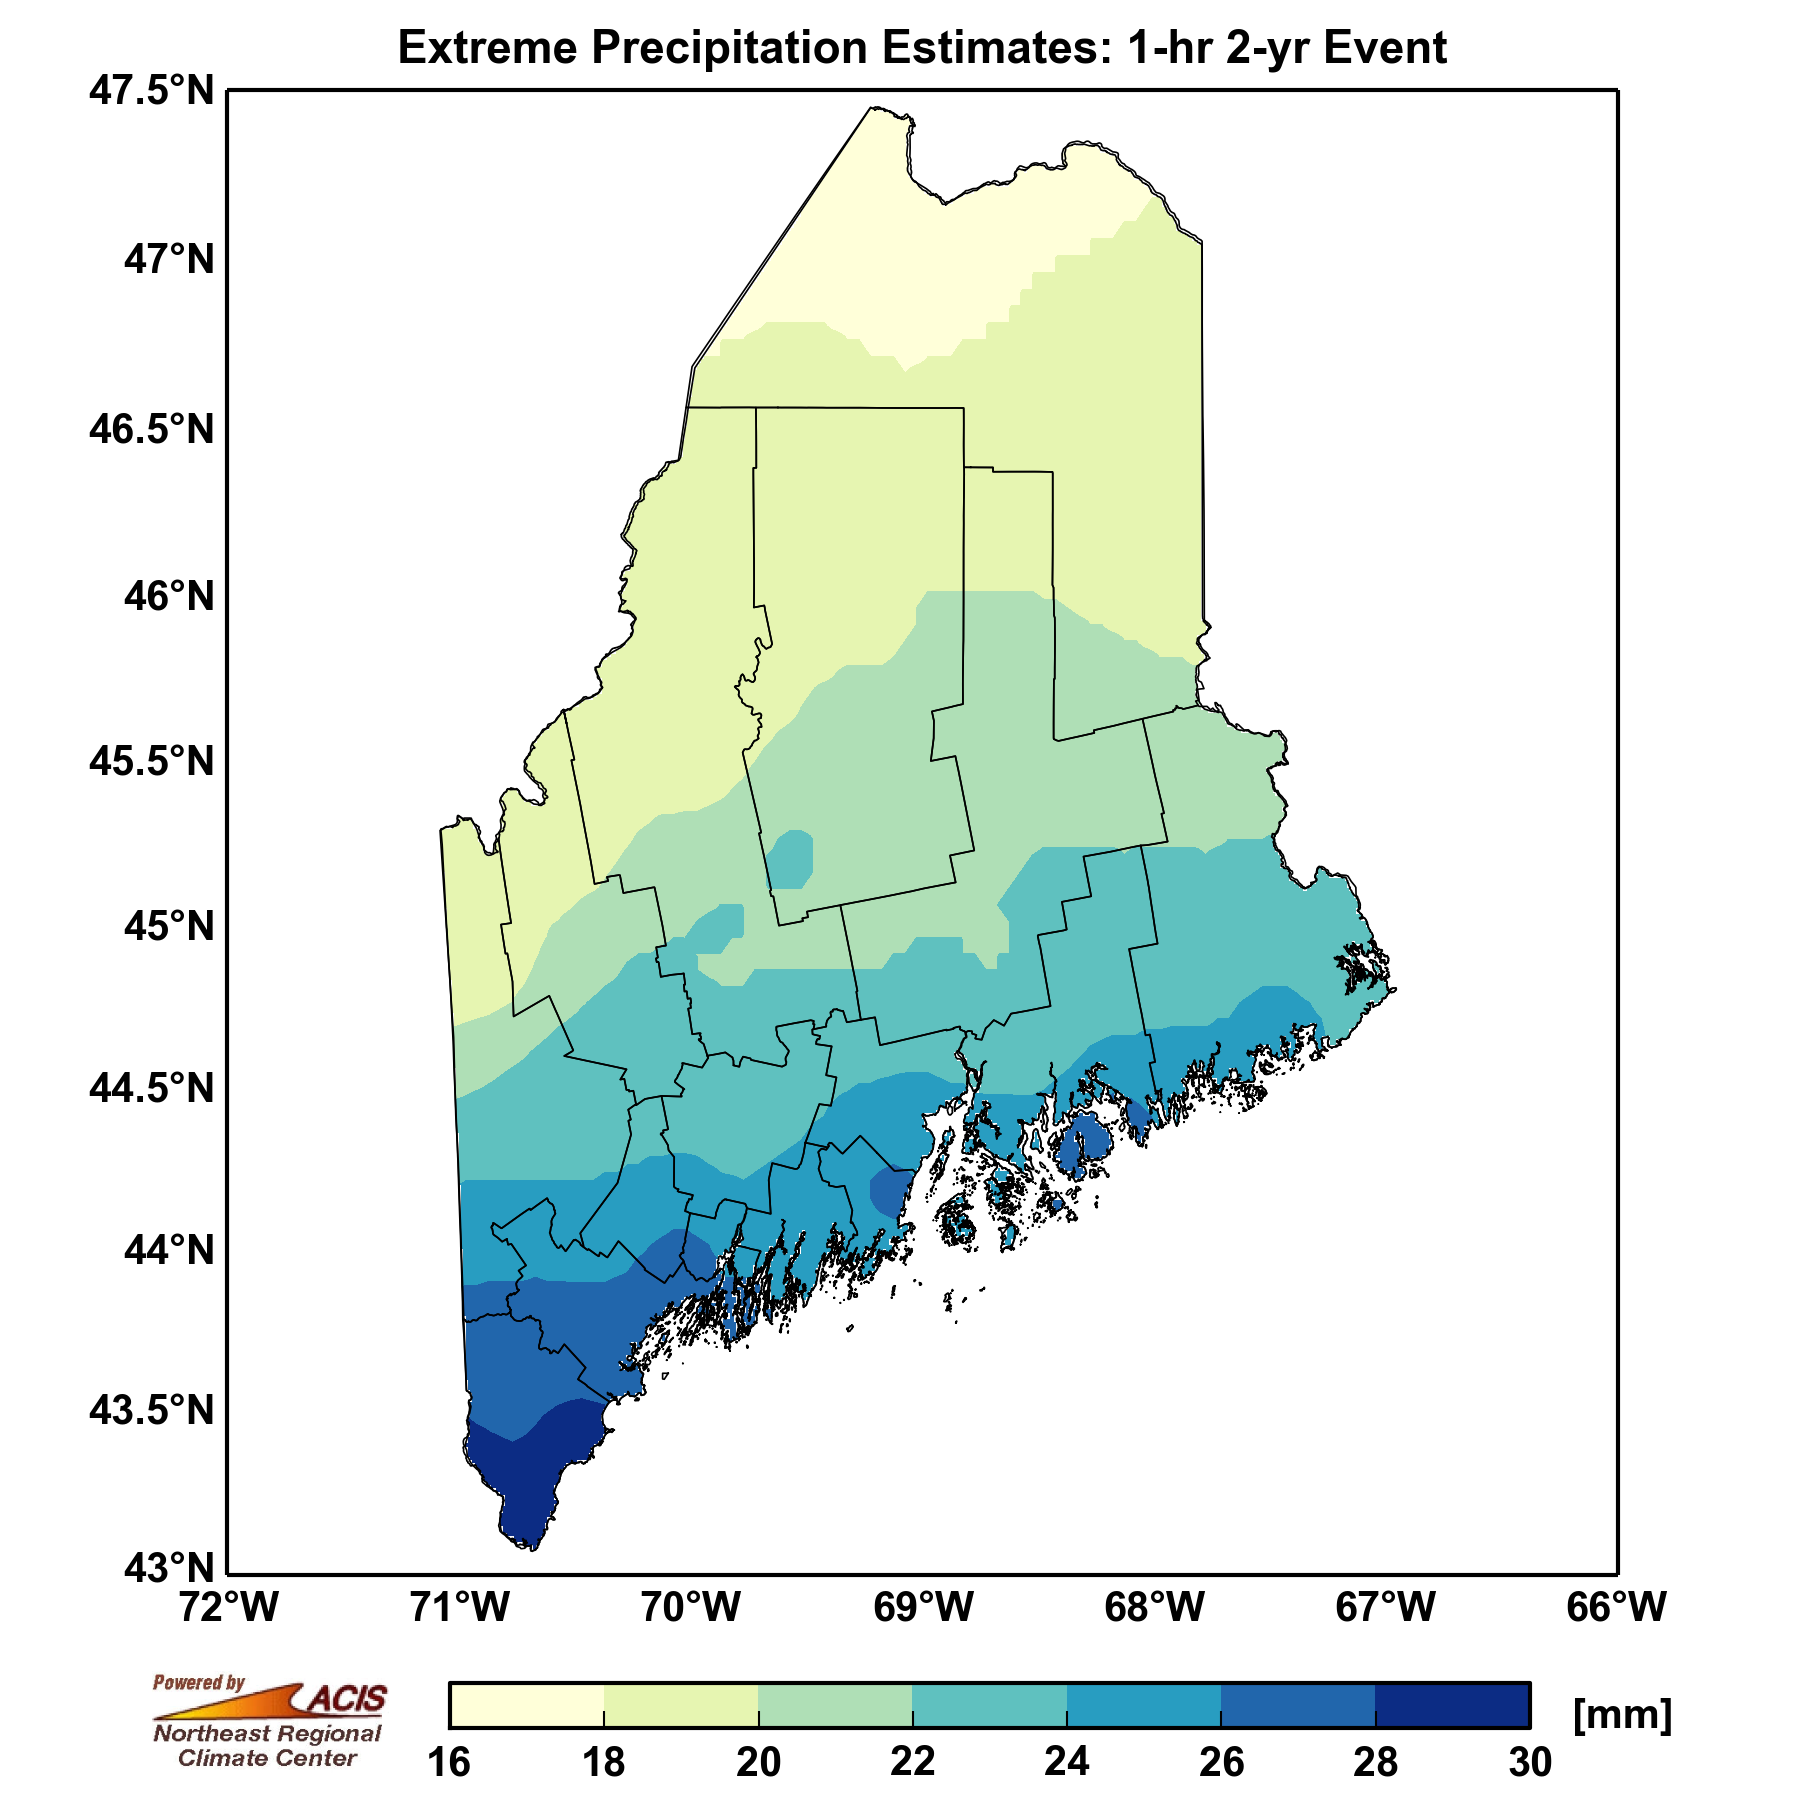 Extreme Precipitation Estimates: 1-hr 2-yr Event
47.5°N
47°N
46.5°N
46°N
45.5°N
45°N
44.5°N
44°N
43.5°N
43°N
72°W 71°W 70°W 69°W 68°W 67°W 66°W
Powered by
ACIS
Northeast Regional
Climate Center
[mm]
16 18 20 22 24 26 28 30